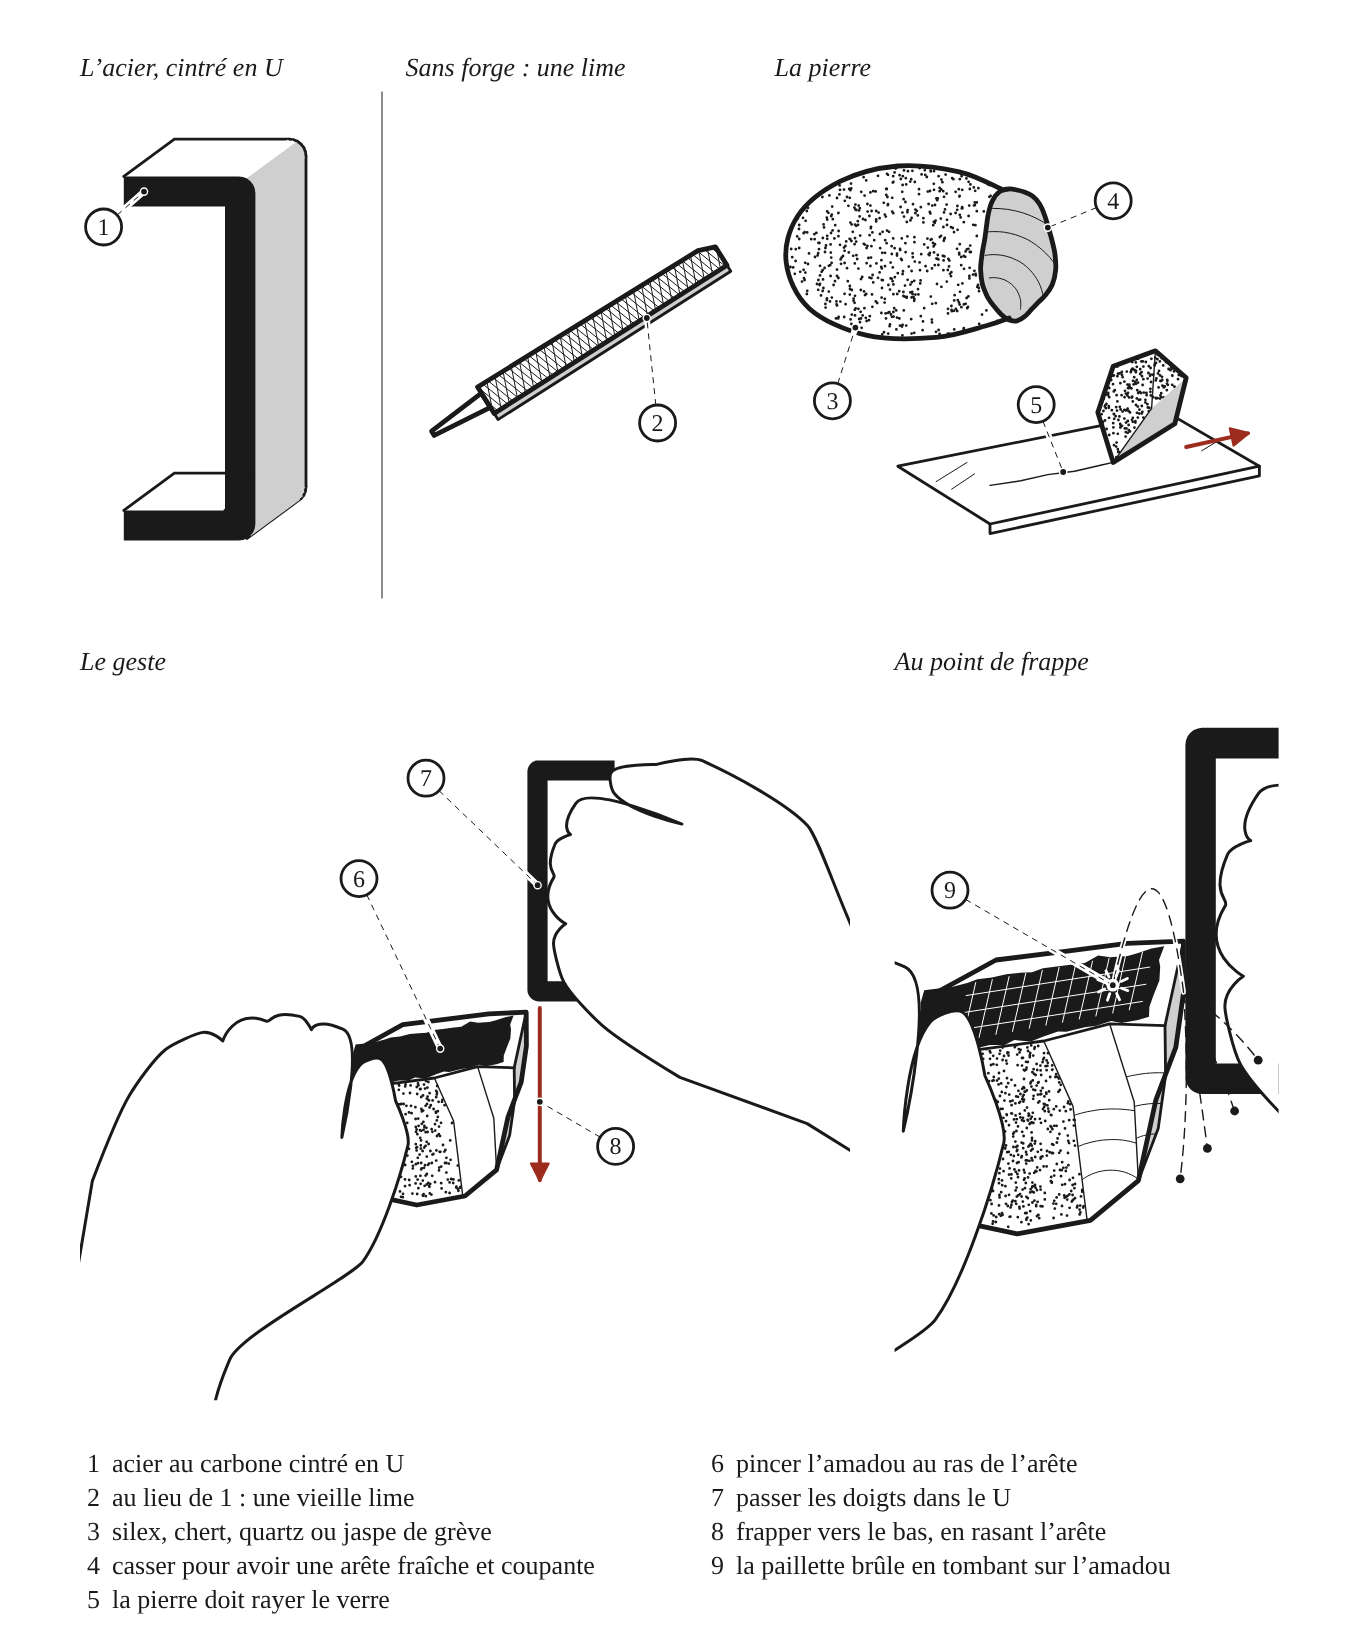 L’acier, cintré en U
Sans forge : une lime
La pierre
1
2
3
4
5
Le geste
Au point de frappe
6
7
8
9
1 acier au carbone cintré en U
2 au lieu de 1 : une vieille lime
3 silex, chert, quartz ou jaspe de grève
4 casser pour avoir une arête fraîche et coupante
5 la pierre doit rayer le verre
6 pincer l’amadou au ras de l’arête
7 passer les doigts dans le U
8 frapper vers le bas, en rasant l’arête
9 la paillette brûle en tombant sur l’amadou